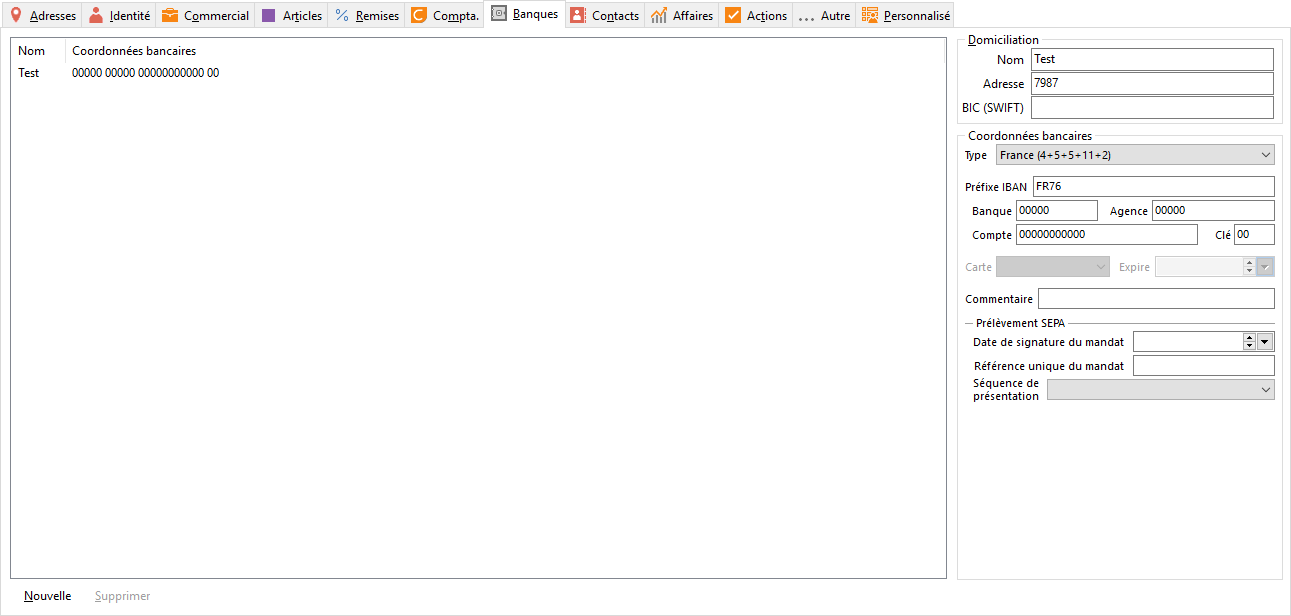 Adresses Identité Commercial Articles Remises Compta. Banques Contacts Affaires Actions ... Autre Personnalisé
Nom Coordonnées bancaires
Test 00000 00000 00000000000 00
Domiciliation
Nom Test
Adresse 7987
BIC (SWIFT)
Coordonnées bancaires
Type France (4+5+5+11+2)
Préfixe IBAN FR76
Banque 00000 Agence 00000
Compte 00000000000 Clé 00
Carte Expire
Commentaire
Prélèvement SEPA
Date de signature du mandat
Référence unique du mandat
Séquence de
présentation
Nouvelle Supprimer